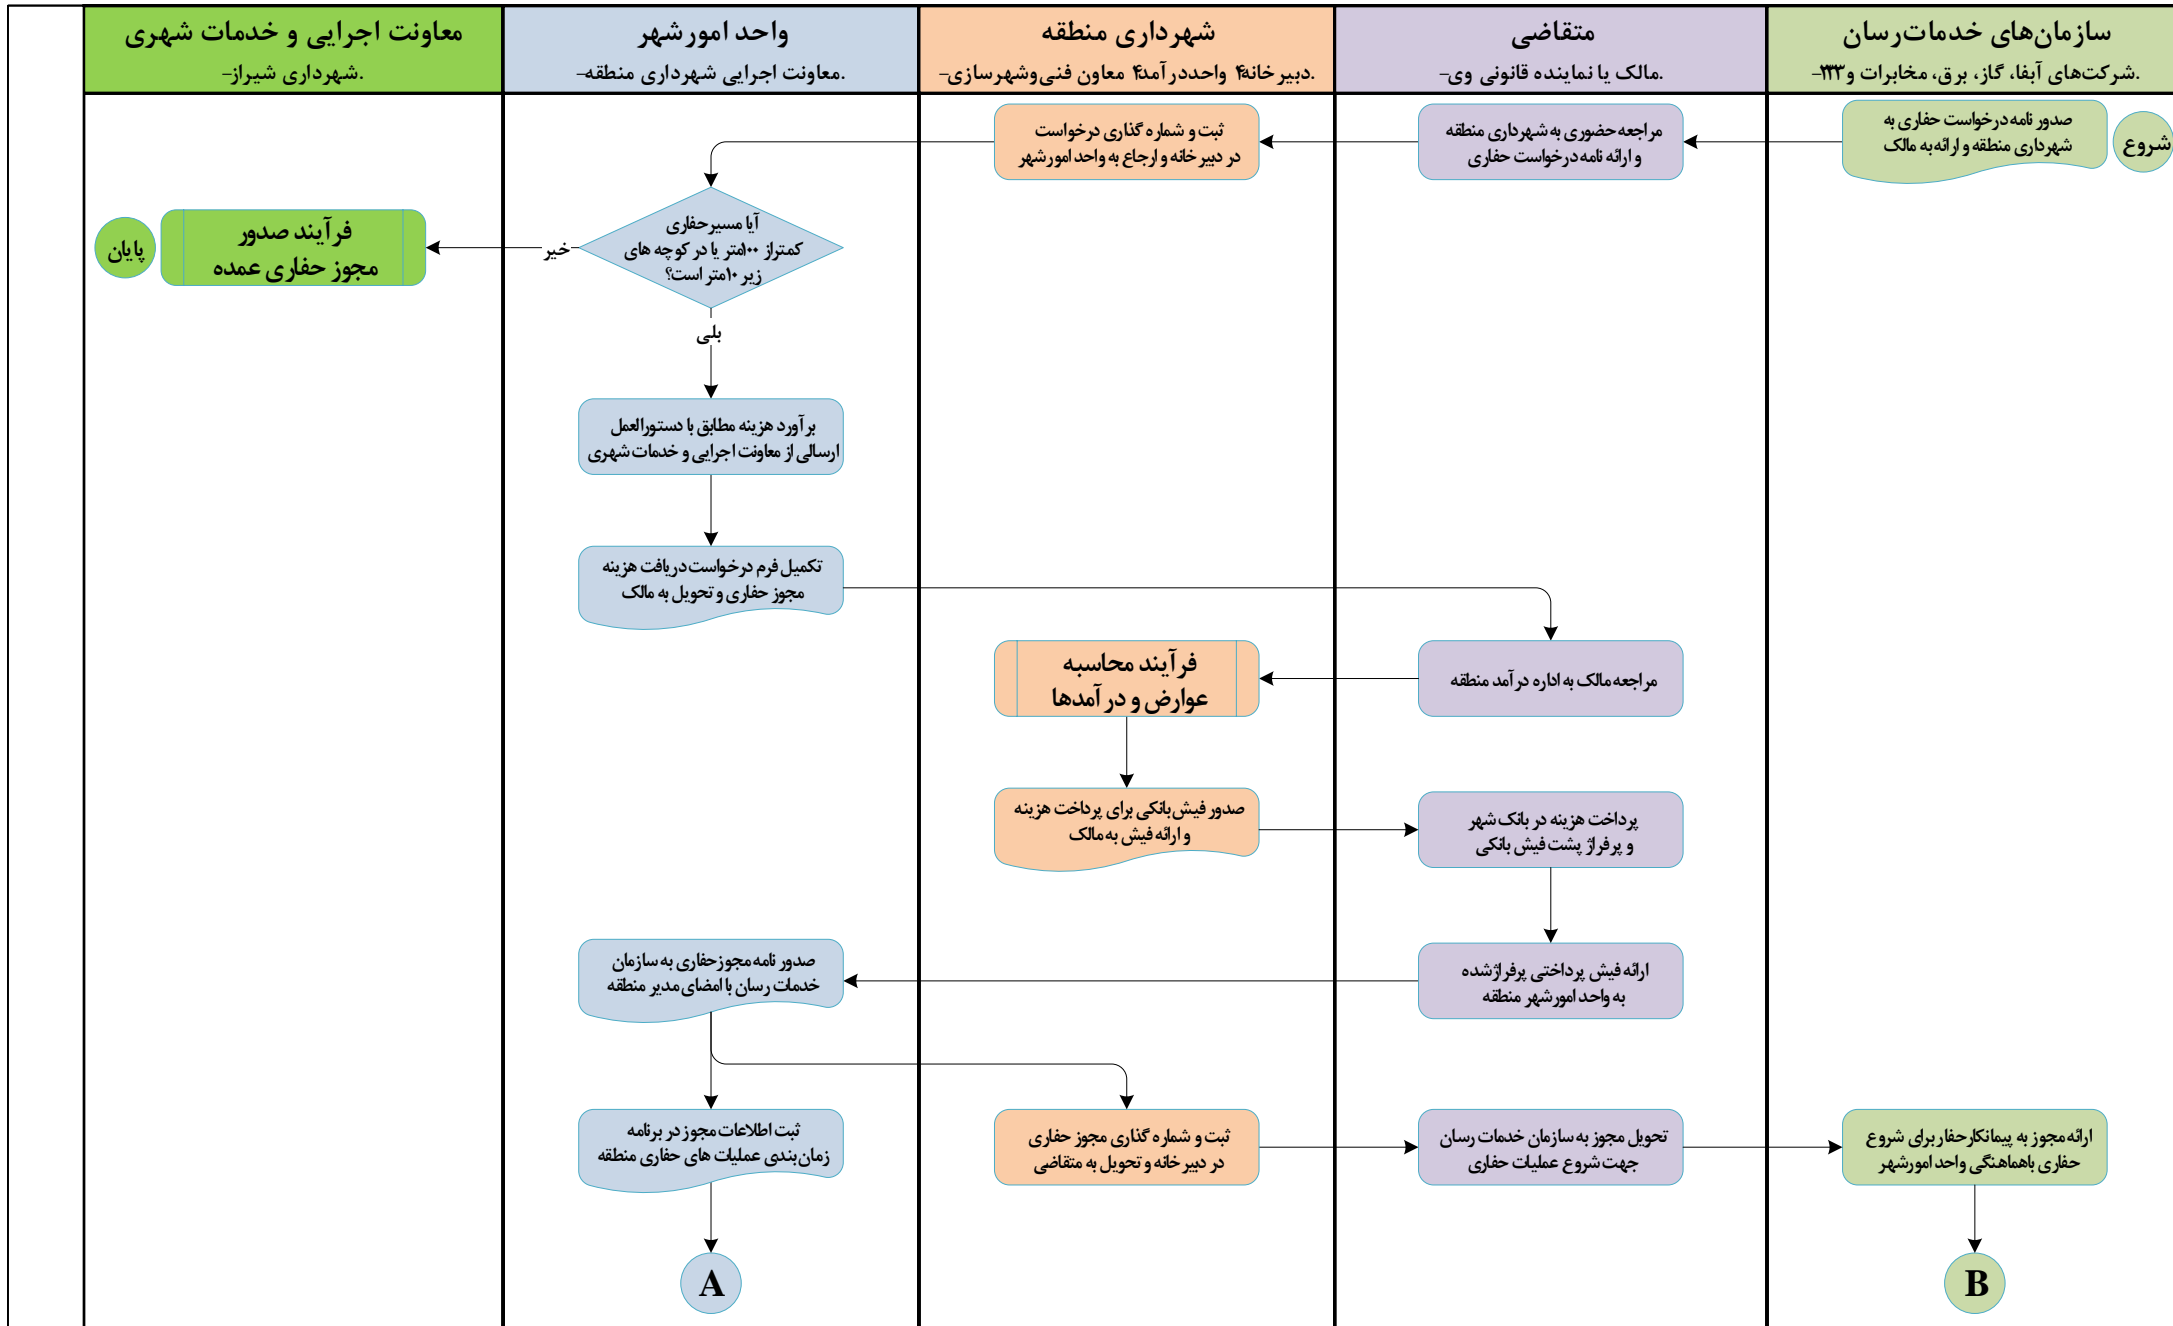 سازمان‌های خدمات‌رسان
.شرکت‌های آبفا، گاز، برق، مخابرات و۲۳۳-
متقاضی
.مالک یا نماینده قانونی وی-
شهرداری منطقه
.دبیرخانه۴ واحددرآمد۴ معاون فنی‌وشهرسازی-
واحد امورشهر
.معاونت اجرایی شهرداری منطقه-
معاونت اجرایی و خدمات شهری
.شهرداری شیراز-
شروع
صدور نامه درخواست حفاری به
شهرداری منطقه و ارائه به مالک
مراجعه حضوری به شهرداری منطقه
و ارائه نامه درخواست حفاری
ثبت و شماره گذاری درخواست
در دبیرخانه و ارجاع به واحد امورشهر
آیا مسیرحفاری
کمتراز ۱۰۰متر یا در کوچه های
زیر ۱۰متر است؟
خیر
فرآیند صدور
مجوز حفاری عمده
پایان
بلی
برآورد هزینه مطابق با دستورالعمل
ارسالی از معاونت اجرایی و خدمات شهری
تکمیل فرم درخواست دریافت هزینه
مجوز حفاری و تحویل به مالک
مراجعه مالک به اداره درآمد منطقه
فرآیند محاسبه
عوارض و درآمدها
صدور فیش‌بانکی برای پرداخت هزینه
و ارائه فیش به مالک
پرداخت هزینه در بانک شهر
و پرفراژ پشت فیش بانکی
ارائه فیش پرداختی پرفراژشده
به واحد امورشهر منطقه
صدور نامه مجوزحفاری به سازمان
خدمات رسان با امضای مدیر منطقه
ثبت اطلاعات مجوز در برنامه
زمان‌بندی عملیات های حفاری منطقه
ثبت و شماره گذاری مجوز حفاری
در دبیرخانه و تحویل به متقاضی
تحویل مجوز به سازمان خدمات رسان
جهت شروع عملیات حفاری
ارائه مجوز به پیمانکارحفار برای شروع
حفاری باهماهنگی واحد امورشهر
A
B